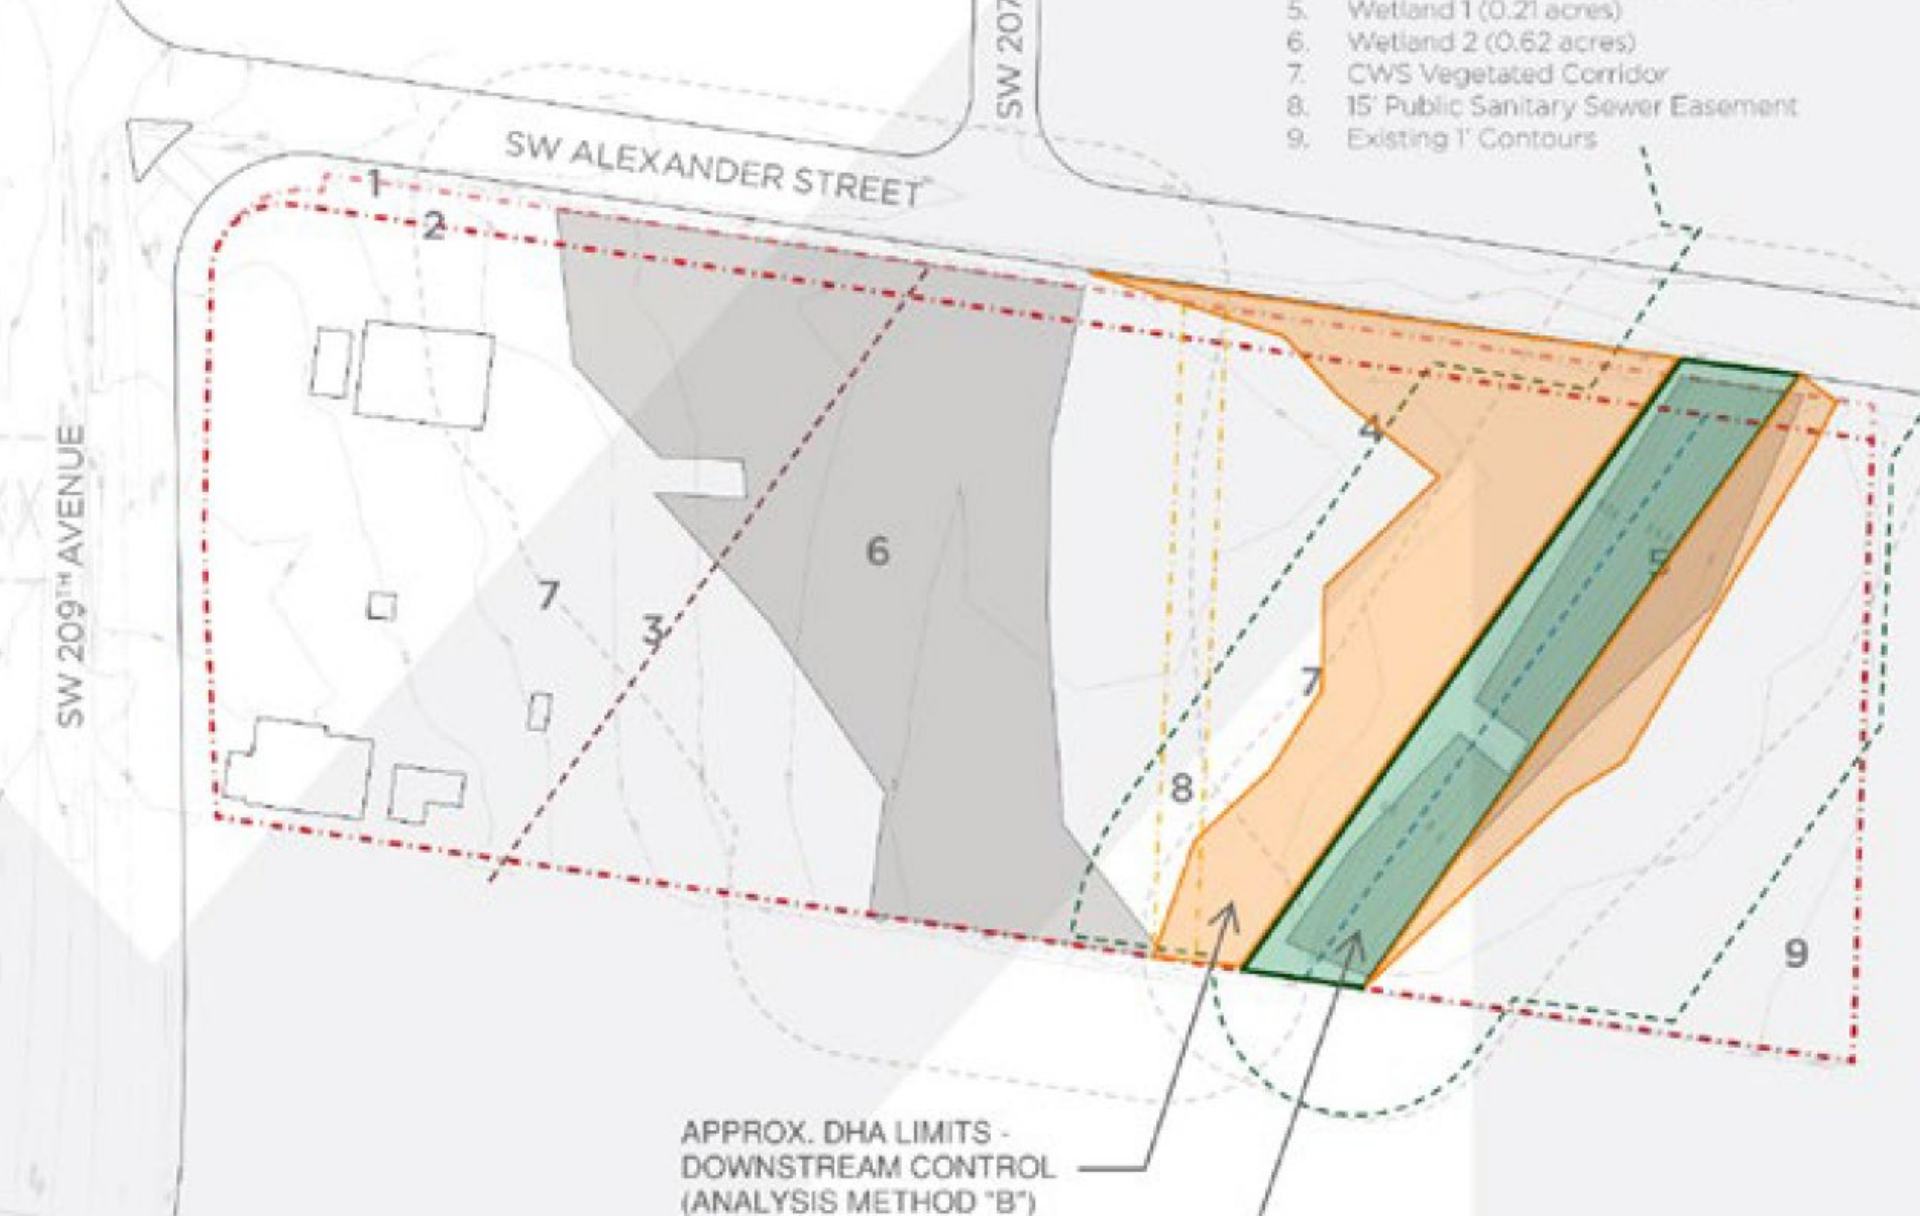 5. Wetland 1 (0.21 acres)
6. Wetland 2 (0.62 acres)
7. CWS Vegetated Corridor
8. 15' Public Sanitary Sewer Easement
9. Existing 1' Contours
SW 207
SW ALEXANDER STREET
SW 209TH AVENUE
1
2
4
6
5
7
3
7
8
9
APPROX. DHA LIMITS -
DOWNSTREAM CONTROL
(ANALYSIS METHOD "B")